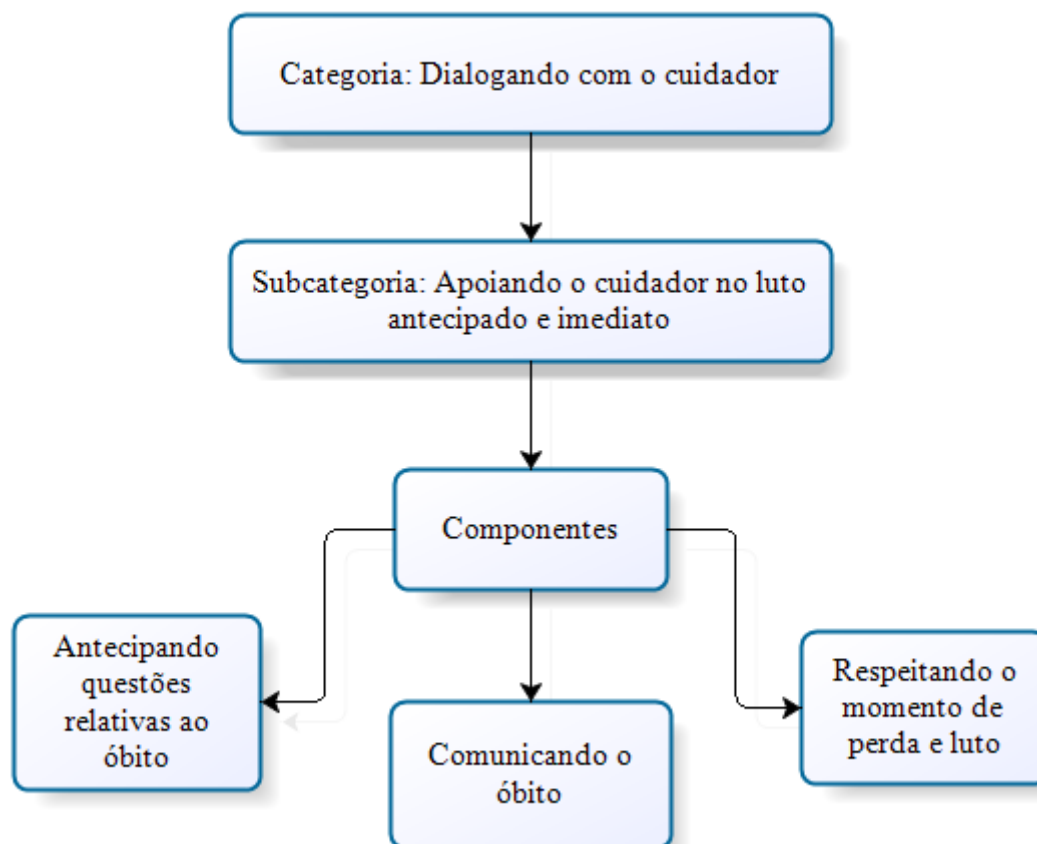 Categoria: Dialogando com o cuidador
Subcategoria: Apoiando o cuidador no luto
antecipado e imediato
Componentes
Antecipando
questões
relativas ao
óbito
Comunicando o
óbito
Respeitando o
momento de
perda e luto